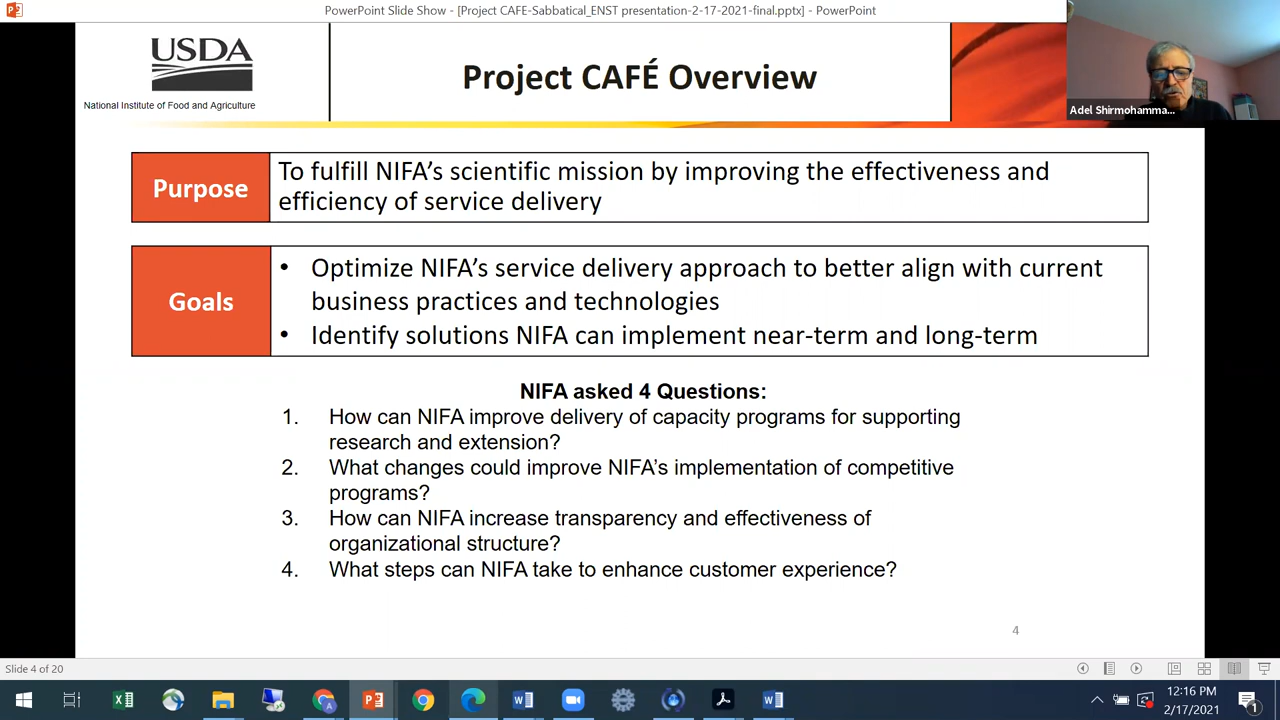 PowerPoint Slide Show - [Project CAFE-Sabbatical_ENST presentation-2-17-2021-final.pptx] - PowerPoint
USDA
National Institute of Food and Agriculture
Project CAFÉ Overview
Adel Shirmohamma...
Purpose
To fulfill NIFA’s scientific mission by improving the effectiveness and
efficiency of service delivery
Goals
• Optimize NIFA’s service delivery approach to better align with current
business practices and technologies
• Identify solutions NIFA can implement near-term and long-term
NIFA asked 4 Questions:
1. How can NIFA improve delivery of capacity programs for supporting
research and extension?
2. What changes could improve NIFA’s implementation of competitive
programs?
3. How can NIFA increase transparency and effectiveness of
organizational structure?
4. What steps can NIFA take to enhance customer experience?
4
Slide 4 of 20
12:16 PM
2/17/2021
1